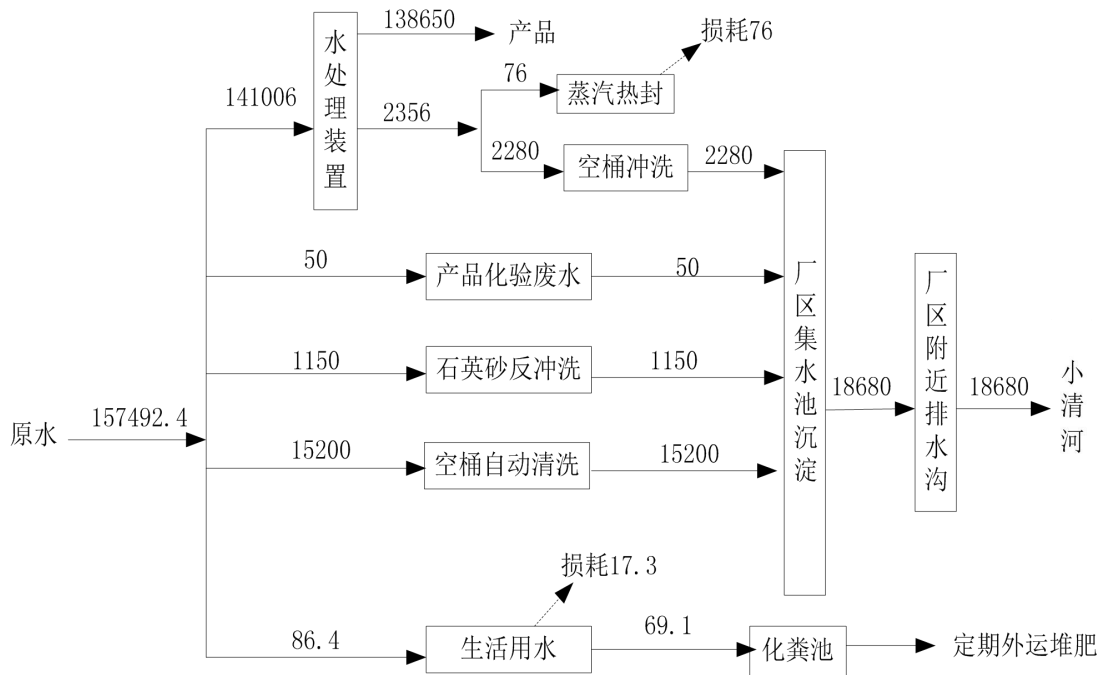 138650
产品
损耗76
水处理装置
141006
76
蒸汽热封
2356
2280
空桶冲洗
2280
50
产品化验废水
50
厂区集水池沉淀
厂区附近排水沟
1150
石英砂反冲洗
1150
18680
18680
小清河
原水
157492.4
15200
空桶自动清洗
15200
损耗17.3
86.4
生活用水
69.1
化粪池
定期外运堆肥